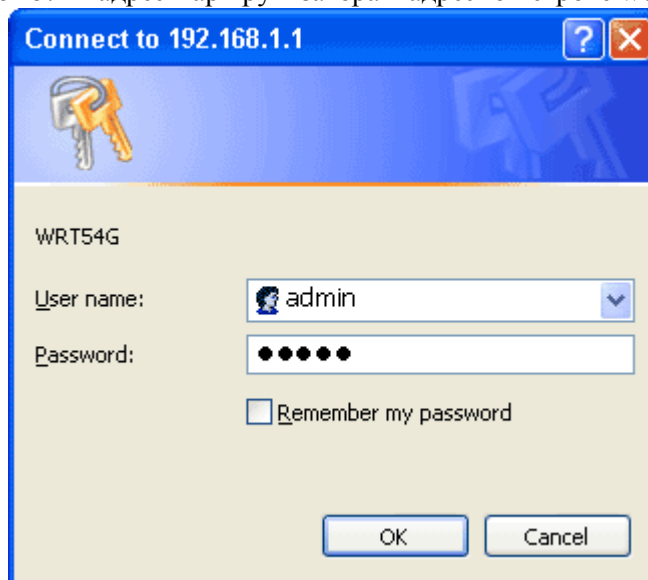 Connect to 192.168.1.1
WRT54G
User name:
admin
Password:
●●●●●
Remember my password
OK
Cancel